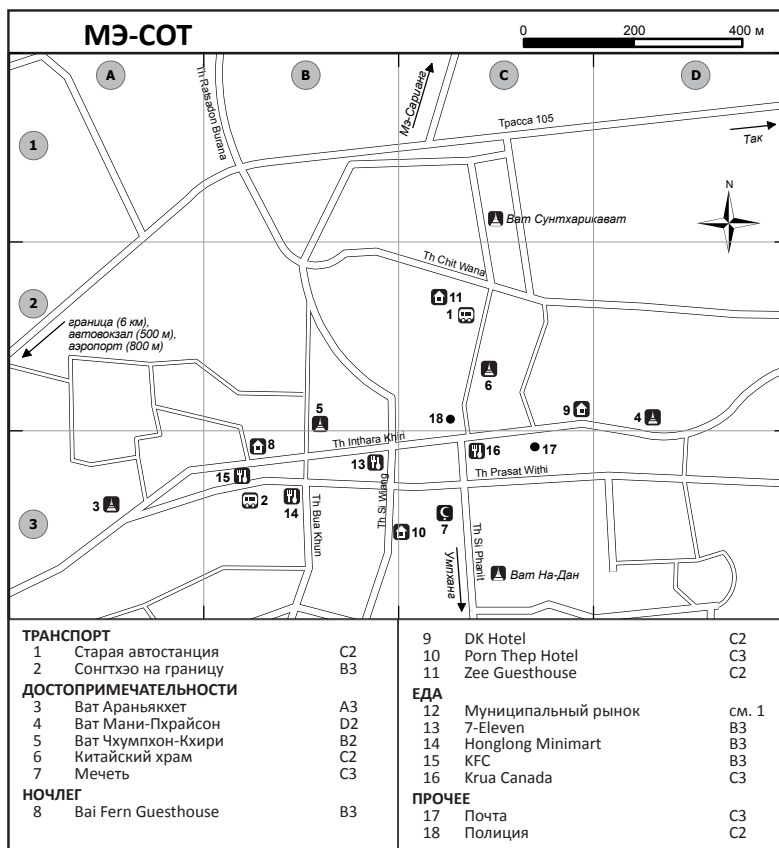 МЭ-СОТ
0 200 400 м
A B C D
1
2
3
Th Ratsadon Burana
Мэ-Сарианг
Трасса 105
Так
N
Ват Сунтхарикават
Th Chit Wana
11
1
граница (6 км),
автовокзал (500 м),
аэропорт (800 м)
6
5
18
9
4
Th Inthara Khiri
8
13
16
17
Th Prasat Withi
15
3
2
14
Th Bua Khun
Th Si Wiang
10
7
Умпханг
Th Si Phanit
Ват На-Дан
ТРАНСПОРТ
1 Старая автостанция C2
2 Сонгтхэо на границу B3
ДОСТОПРИМЕЧАТЕЛЬНОСТИ
3 Ват Араньякхет A3
4 Ват Мани-Пхрайсон D2
5 Ват Чхумпхон-Кхири B2
6 Китайский храм C2
7 Мечеть C3
НОЧЛЕГ
8 Bai Fern Guesthouse B3
9 DK Hotel C2
10 Porn Thep Hotel C3
11 Zee Guesthouse C2
ЕДА
12 Муниципальный рынок см. 1
13 7-Eleven B3
14 Honglong Minimart B3
15 KFC B3
16 Krua Canada C3
ПРОЧЕЕ
17 Почта C3
18 Полиция C2